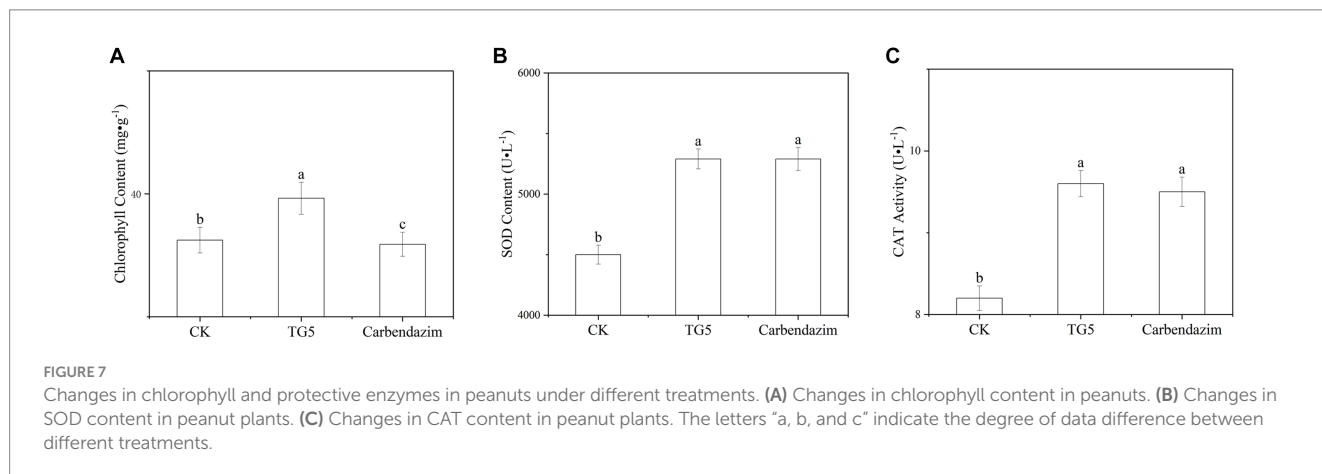 A
Chlorophyll Content (mg•g⁻¹)
40
b
a
c
CK
TG5
Carbendazim
B
SOD Content (U•L⁻¹)
6000
5000
4000
b
a
a
CK
TG5
Carbendazim
C
CAT Activity (U•L⁻¹)
10
8
b
a
a
CK
TG5
Carbendazim
FIGURE 7
Changes in chlorophyll and protective enzymes in peanuts under different treatments. (A) Changes in chlorophyll content in peanuts. (B) Changes in
SOD content in peanut plants. (C) Changes in CAT content in peanut plants. The letters “a, b, and c” indicate the degree of data difference between
different treatments.